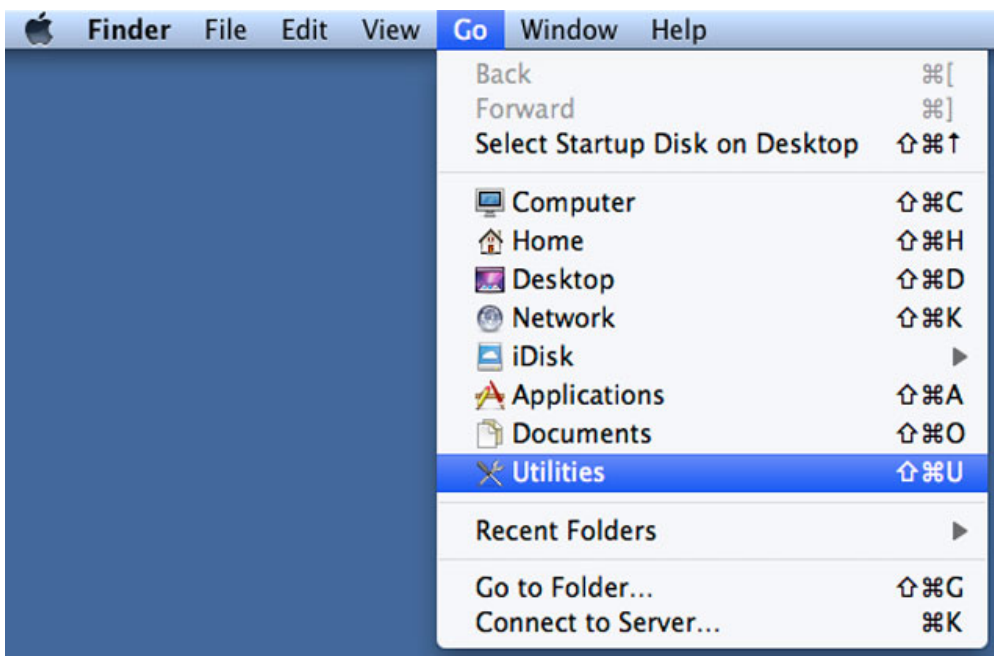 Finder File Edit View Go Window Help
Back ⌘[
Forward ⌘]
Select Startup Disk on Desktop ⇧⌘↑
Computer ⇧⌘C
Home ⇧⌘H
Desktop ⇧⌘D
Network ⇧⌘K
iDisk ▶
Applications ⇧⌘A
Documents ⇧⌘O
Utilities ⇧⌘U
Recent Folders ▶
Go to Folder... ⇧⌘G
Connect to Server... ⌘K